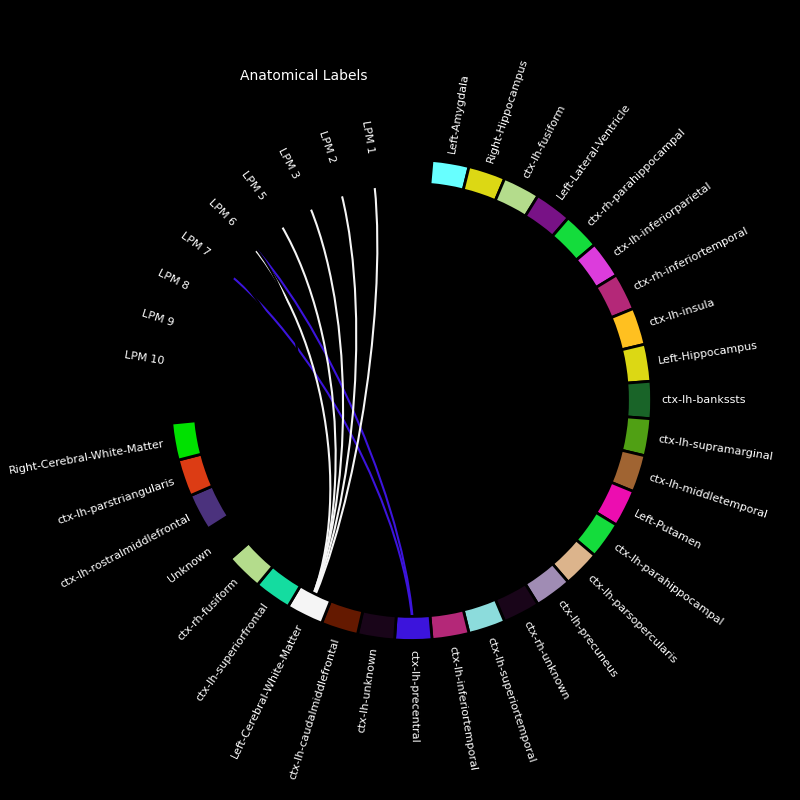 Anatomical Labels
LPM 1
LPM 2
LPM 3
LPM 5
LPM 6
LPM 7
LPM 8
LPM 9
LPM 10
Left-Amygdala
Right-Hippocampus
ctx-lh-fusiform
Left-Lateral-Ventricle
ctx-rh-parahippocampal
ctx-lh-inferiorparietal
ctx-rh-inferiortemporal
ctx-lh-insula
Left-Hippocampus
ctx-lh-bankssts
ctx-lh-supramarginal
ctx-lh-middletemporal
Left-Putamen
ctx-lh-parahippocampal
ctx-lh-parsopercularis
ctx-lh-precuneus
ctx-rh-unknown
ctx-lh-superiortemporal
ctx-lh-inferiortemporal
ctx-lh-precentral
ctx-lh-unknown
ctx-lh-caudalmiddlefrontal
Left-Cerebral-White-Matter
ctx-lh-superiorfrontal
ctx-rh-fusiform
Unknown
ctx-lh-rostralmiddlefrontal
ctx-lh-parstriangularis
Right-Cerebral-White-Matter